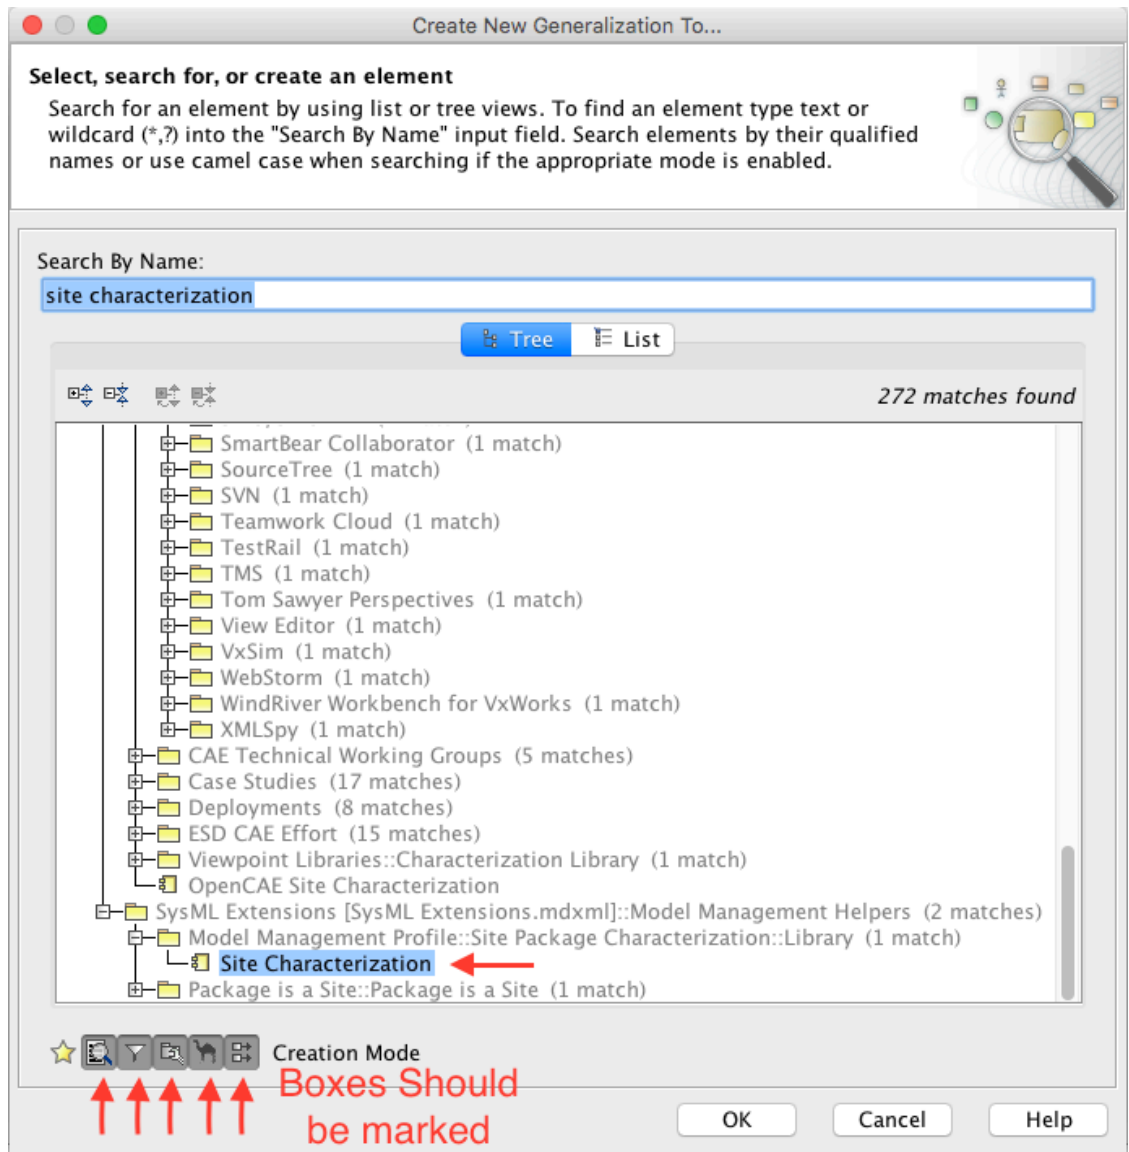 Create New Generalization To...
Select, search for, or create an element
Search for an element by using list or tree views. To find an element type text or
wildcard (*,?) into the "Search By Name" input field. Search elements by their qualified
names or use camel case when searching if the appropriate mode is enabled.
Search By Name:
site characterization
Tree List
272 matches found
SmartBear Collaborator (1 match)
SourceTree (1 match)
SVN (1 match)
Teamwork Cloud (1 match)
TestRail (1 match)
TMS (1 match)
Tom Sawyer Perspectives (1 match)
View Editor (1 match)
VxSim (1 match)
WebStorm (1 match)
WindRiver Workbench for VxWorks (1 match)
XMLSpy (1 match)
CAE Technical Working Groups (5 matches)
Case Studies (17 matches)
Deployments (8 matches)
ESD CAE Effort (15 matches)
Viewpoint Libraries::Characterization Library (1 match)
OpenCAE Site Characterization
SysML Extensions [SysML Extensions.mdxml]::Model Management Helpers (2 matches)
Model Management Profile::Site Package Characterization::Library (1 match)
Site Characterization
Package is a Site::Package is a Site (1 match)
Creation Mode
Boxes Should
be marked
OK Cancel Help